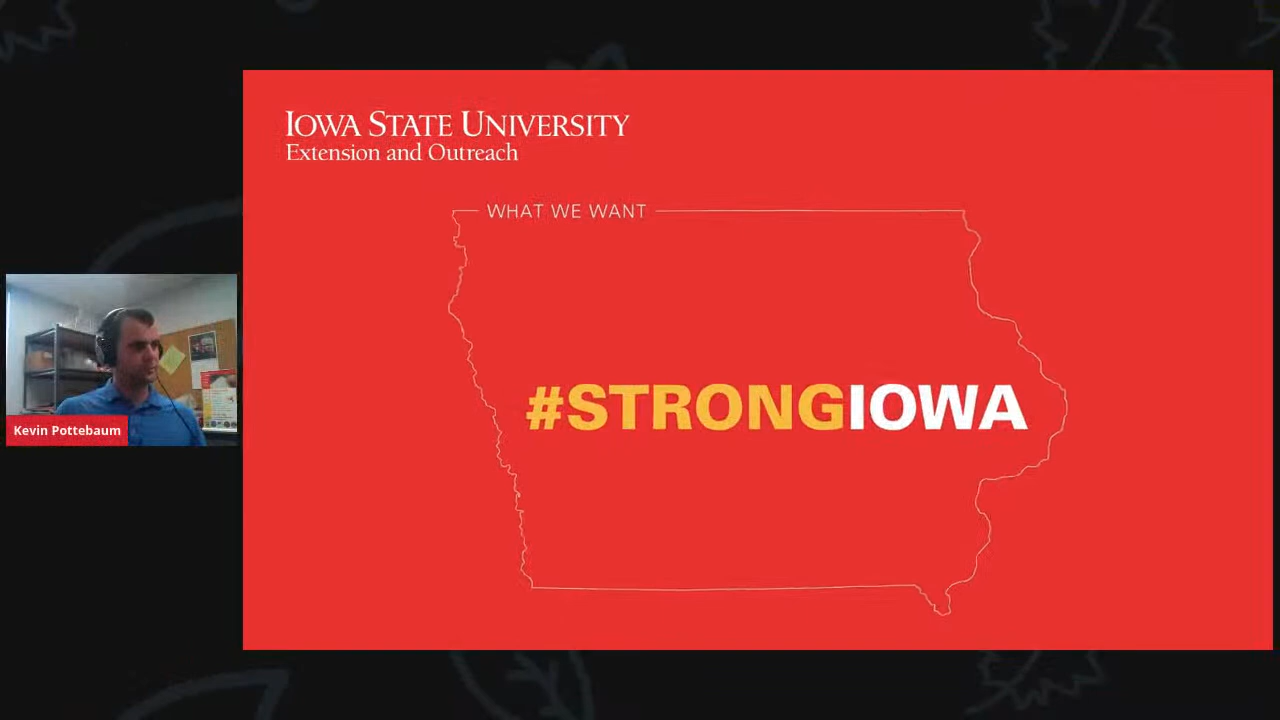 IOWA STATE UNIVERSITY
Extension and Outreach
WHAT WE WANT
#STRONGIOWA
Kevin Pottebaum